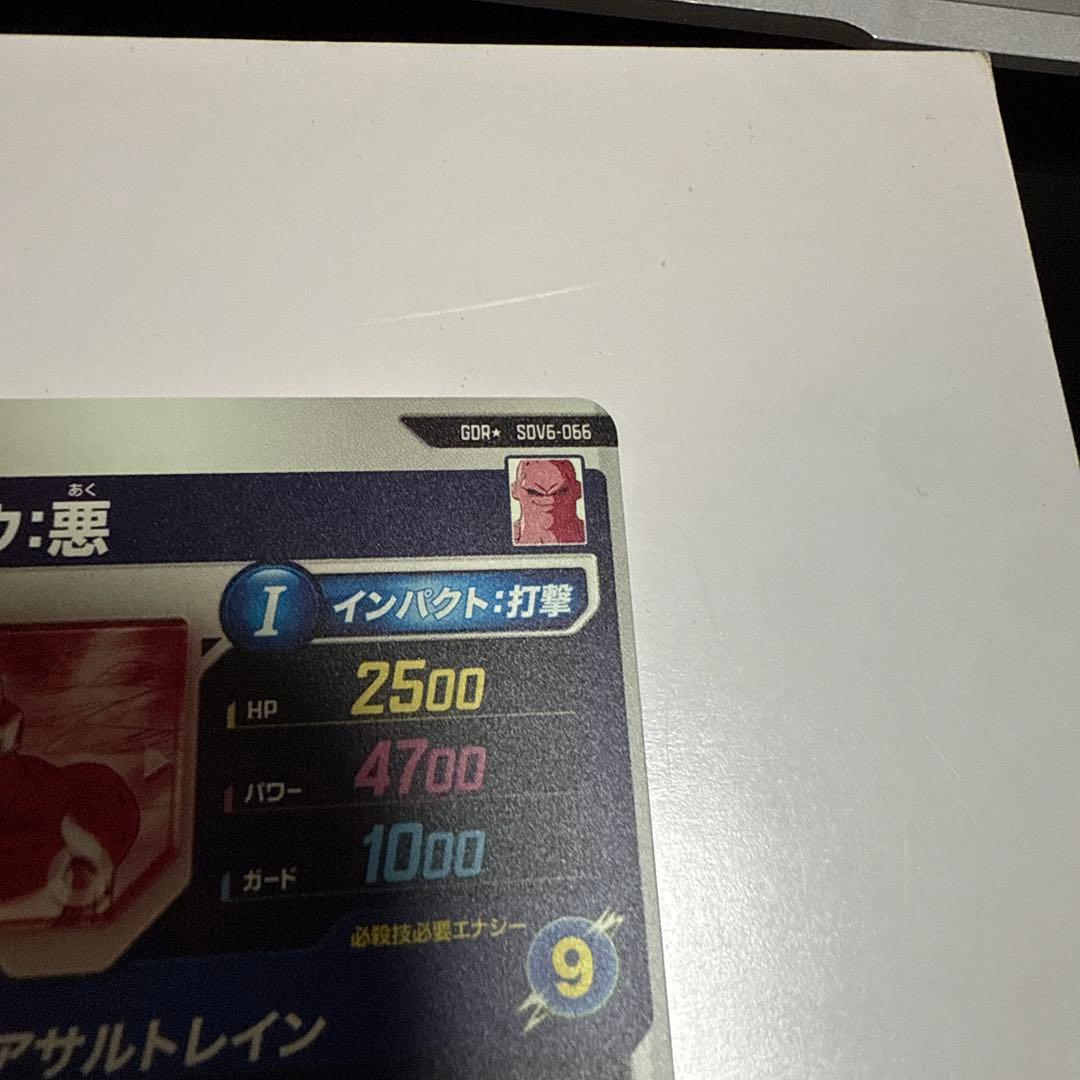 GDR★ SDV6-066
あく
ウ:悪
I インパクト:打撃
HP 2500
パワー 4700
ガード 1000
必殺技必要エナジー 9
アサルトレイン